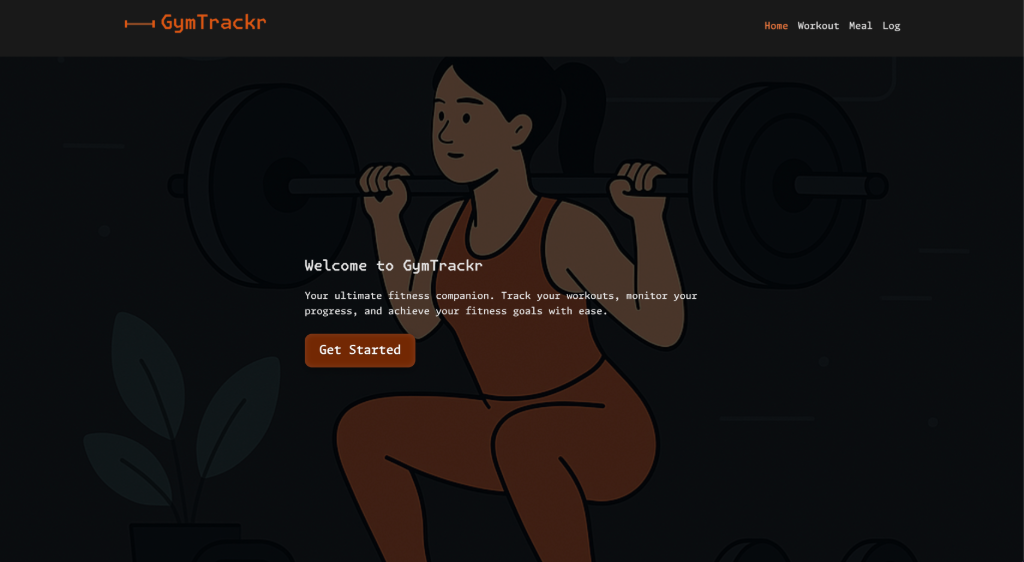 GymTrackr
Home Workout Meal Log
Welcome to GymTrackr
Your ultimate fitness companion. Track your workouts, monitor your
progress, and achieve your fitness goals with ease.
Get Started